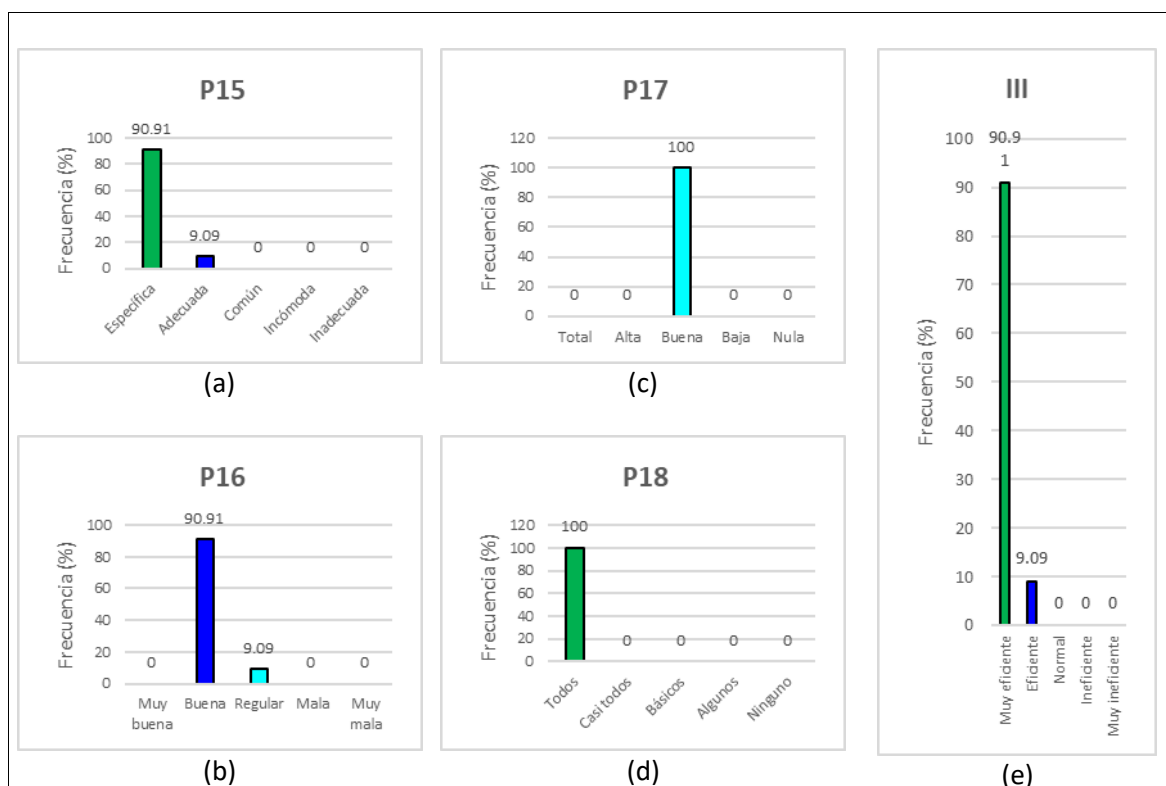 P15
Frecuencia (%)
100
80
60
40
20
0
90.91
9.09
0
0
0
Específica
Adecuada
Común
Incómoda
Inadecuada
(a)
P17
Frecuencia (%)
120
100
80
60
40
20
0
0
0
100
0
0
Total
Alta
Buena
Baja
Nula
(c)
P16
Frecuencia (%)
100
80
60
40
20
0
0
90.91
9.09
0
0
Muy
buena
Buena
Regular
Mala
Muy
mala
(b)
P18
Frecuencia (%)
120
100
80
60
40
20
0
100
0
0
0
0
Todos
Casi todos
Básicos
Algunos
Ninguno
(d)
III
Frecuencia (%)
100
90
80
70
60
50
40
30
20
10
0
90.9
1
9.09
0
0
0
Muy eficiente
Eficiente
Normal
Ineficiente
Muy ineficiente
(e)